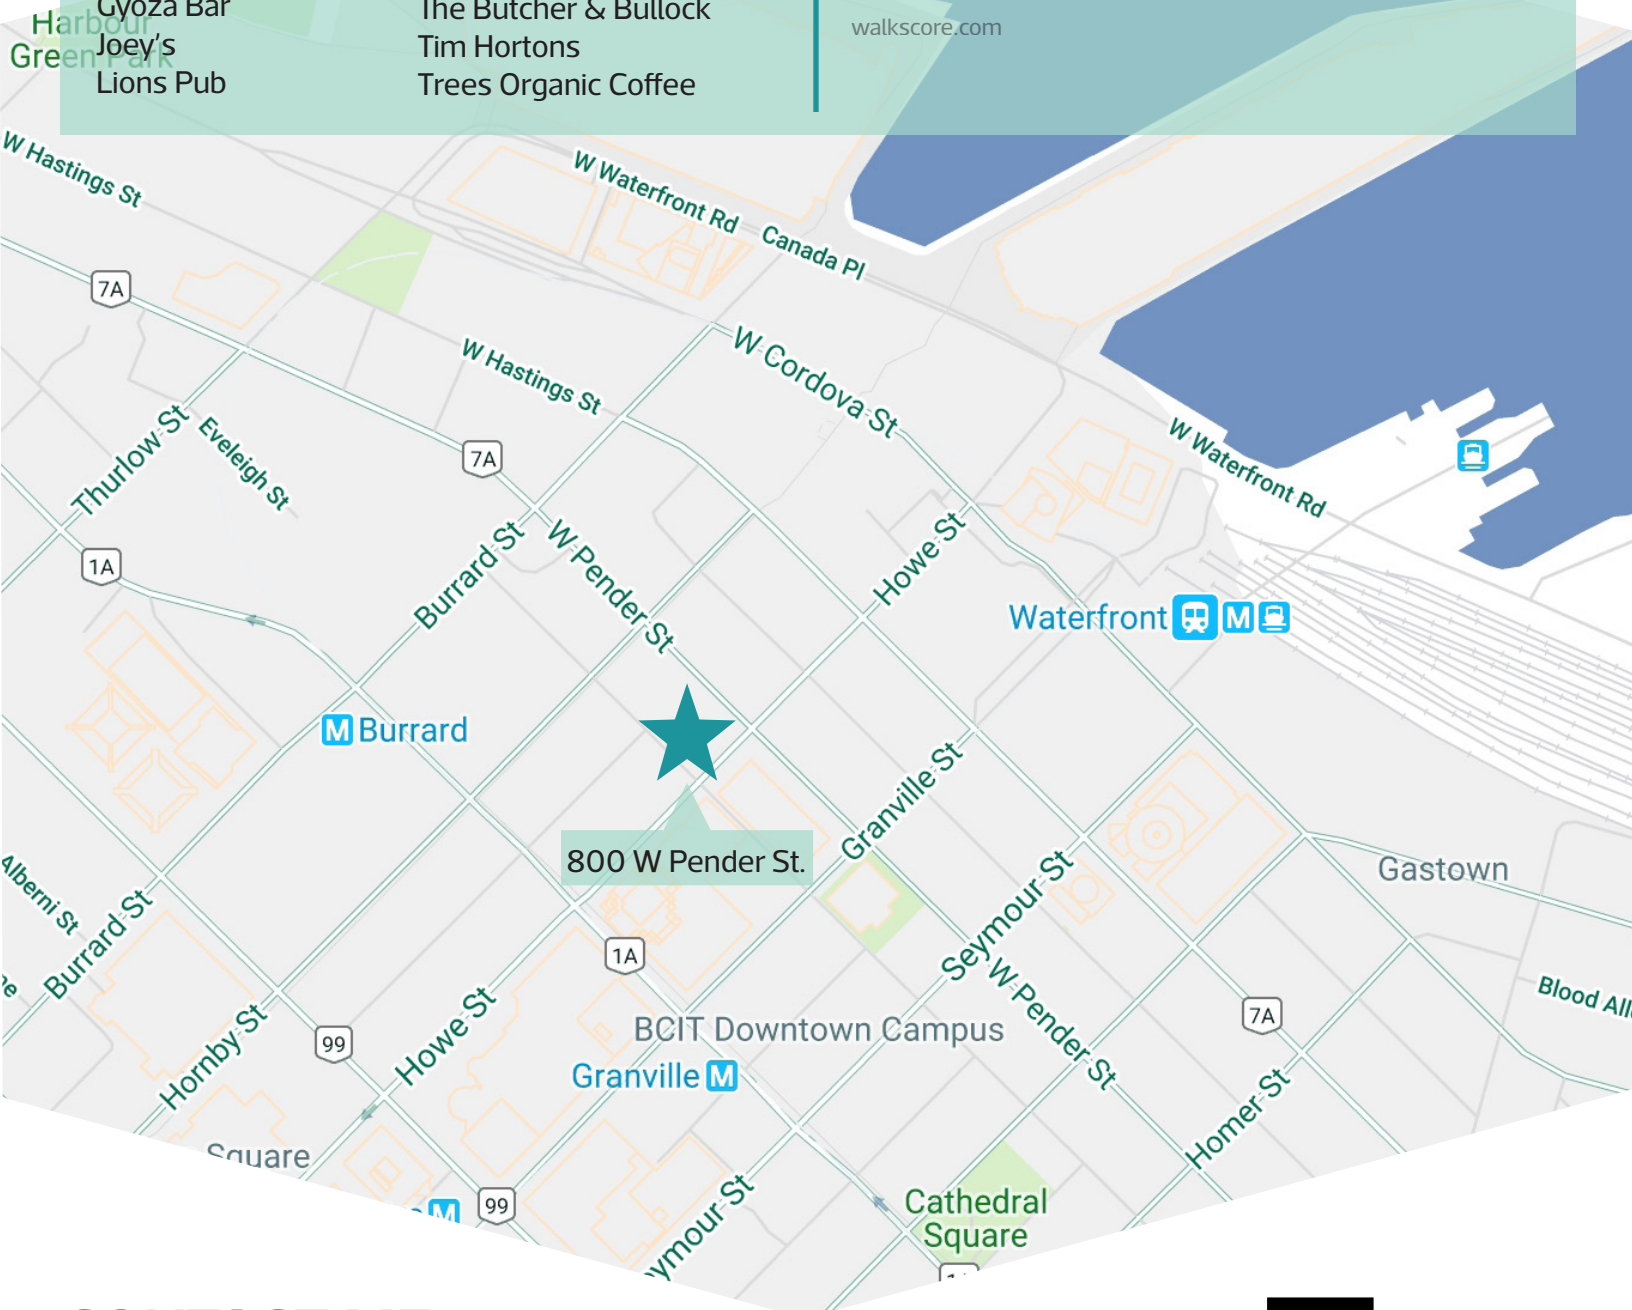 Gyoza Bar
Joey's
Lions Pub
The Butcher & Bullock
Tim Hortons
Trees Organic Coffee
walkscore.com
Harbour
Green Park
W Hastings St
W Waterfront Rd
Canada Pl
7A
W Hastings St
W Cordova St
Thurlow St
Eveleigh St
7A
W Waterfront Rd
1A
Burrard St
W Pender St
Howe St
Waterfront
M
M Burrard
800 W Pender St.
Granville St
Gastown
Alberni St
Burrard St
Seymour St
1A
W Pender St
Blood
7A
99
Howe St
BCIT Downtown Campus
Granville M
Hornby St
Homer St
Square
M
99
Seymour St
Cathedral
Square
CONTACT ME